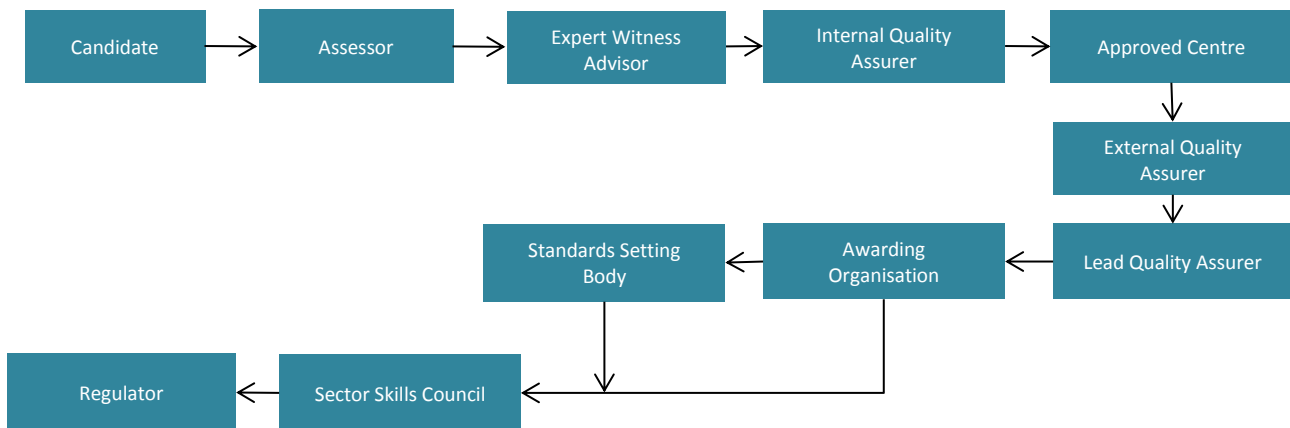 Candidate
Assessor
Expert Witness
Advisor
Internal Quality
Assurer
Approved Centre
External Quality
Assurer
Lead Quality Assurer
Awarding
Organisation
Standards Setting
Body
Sector Skills Council
Regulator